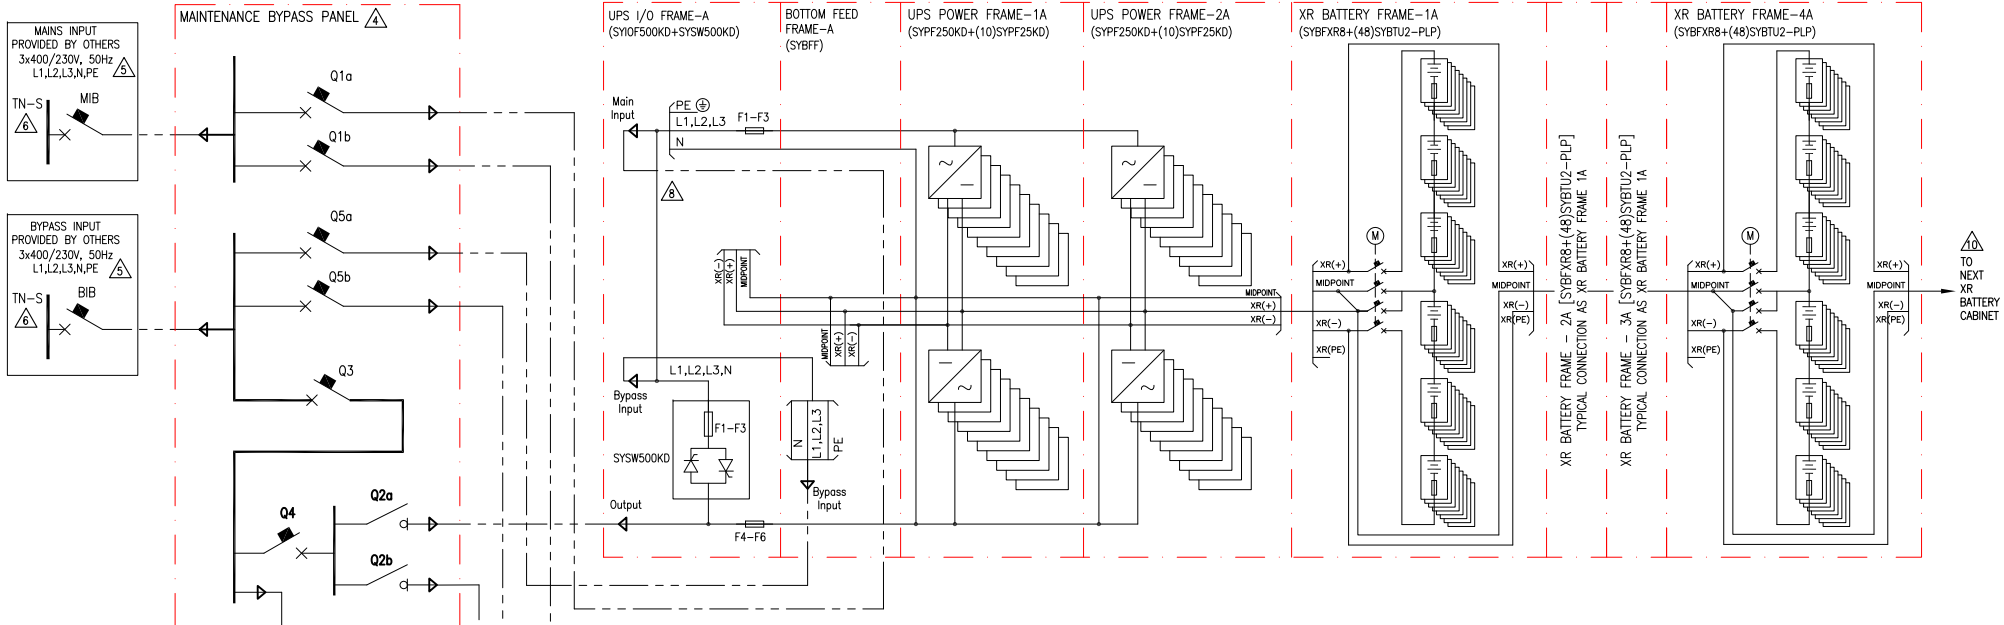 MAINS INPUT
PROVIDED BY OTHERS
3x400/230V, 50Hz
L1,L2,L3,N,PE
5
TN-S
6
MIB
BYPASS INPUT
PROVIDED BY OTHERS
3x400/230V, 50Hz
L1,L2,L3,N,PE
5
TN-S
6
BIB
MAINTENANCE BYPASS PANEL
4
Q1a
Q1b
Q5a
Q5b
Q3
Q4
Q2a
Q2b
UPS I/O FRAME-A
(SYIOF500KD+SYSW500KD)
Main
Input
PE
L1,L2,L3
N
F1-F3
8
XR(-)
XR(+)
MIDPOINT
L1,L2,L3,N
Bypass
Input
F1-F3
SYSW500KD
Output
F4-F6
BOTTOM FEED
FRAME-A
(SYBFF)
MIDPOINT
XR(+)
XR(-)
N
L1,L2,L3
PE
Bypass
Input
UPS POWER FRAME-1A
(SYPF250KD+(10)SYPF25KD)
UPS POWER FRAME-2A
(SYPF250KD+(10)SYPF25KD)
MIDPOINT
XR(+)
XR(-)
XR BATTERY FRAME-1A
(SYBFXR8+(48)SYBTU2-PLP)
M
XR(+)
MIDPOINT
XR(-)
XR(PE)
XR(+)
MIDPOINT
XR(-)
XR(PE)
XR BATTERY FRAME - 2A [SYBFXR8+(48)SYBTU2-PLP]
TYPICAL CONNECTION AS XR BATTERY FRAME 1A
XR BATTERY FRAME - 3A [SYBFXR8+(48)SYBTU2-PLP]
TYPICAL CONNECTION AS XR BATTERY FRAME 1A
XR BATTERY FRAME-4A
(SYBFXR8+(48)SYBTU2-PLP)
M
XR(+)
MIDPOINT
XR(-)
XR(PE)
XR(+)
MIDPOINT
XR(-)
XR(PE)
10
TO
NEXT
XR
BATTERY
CABINET